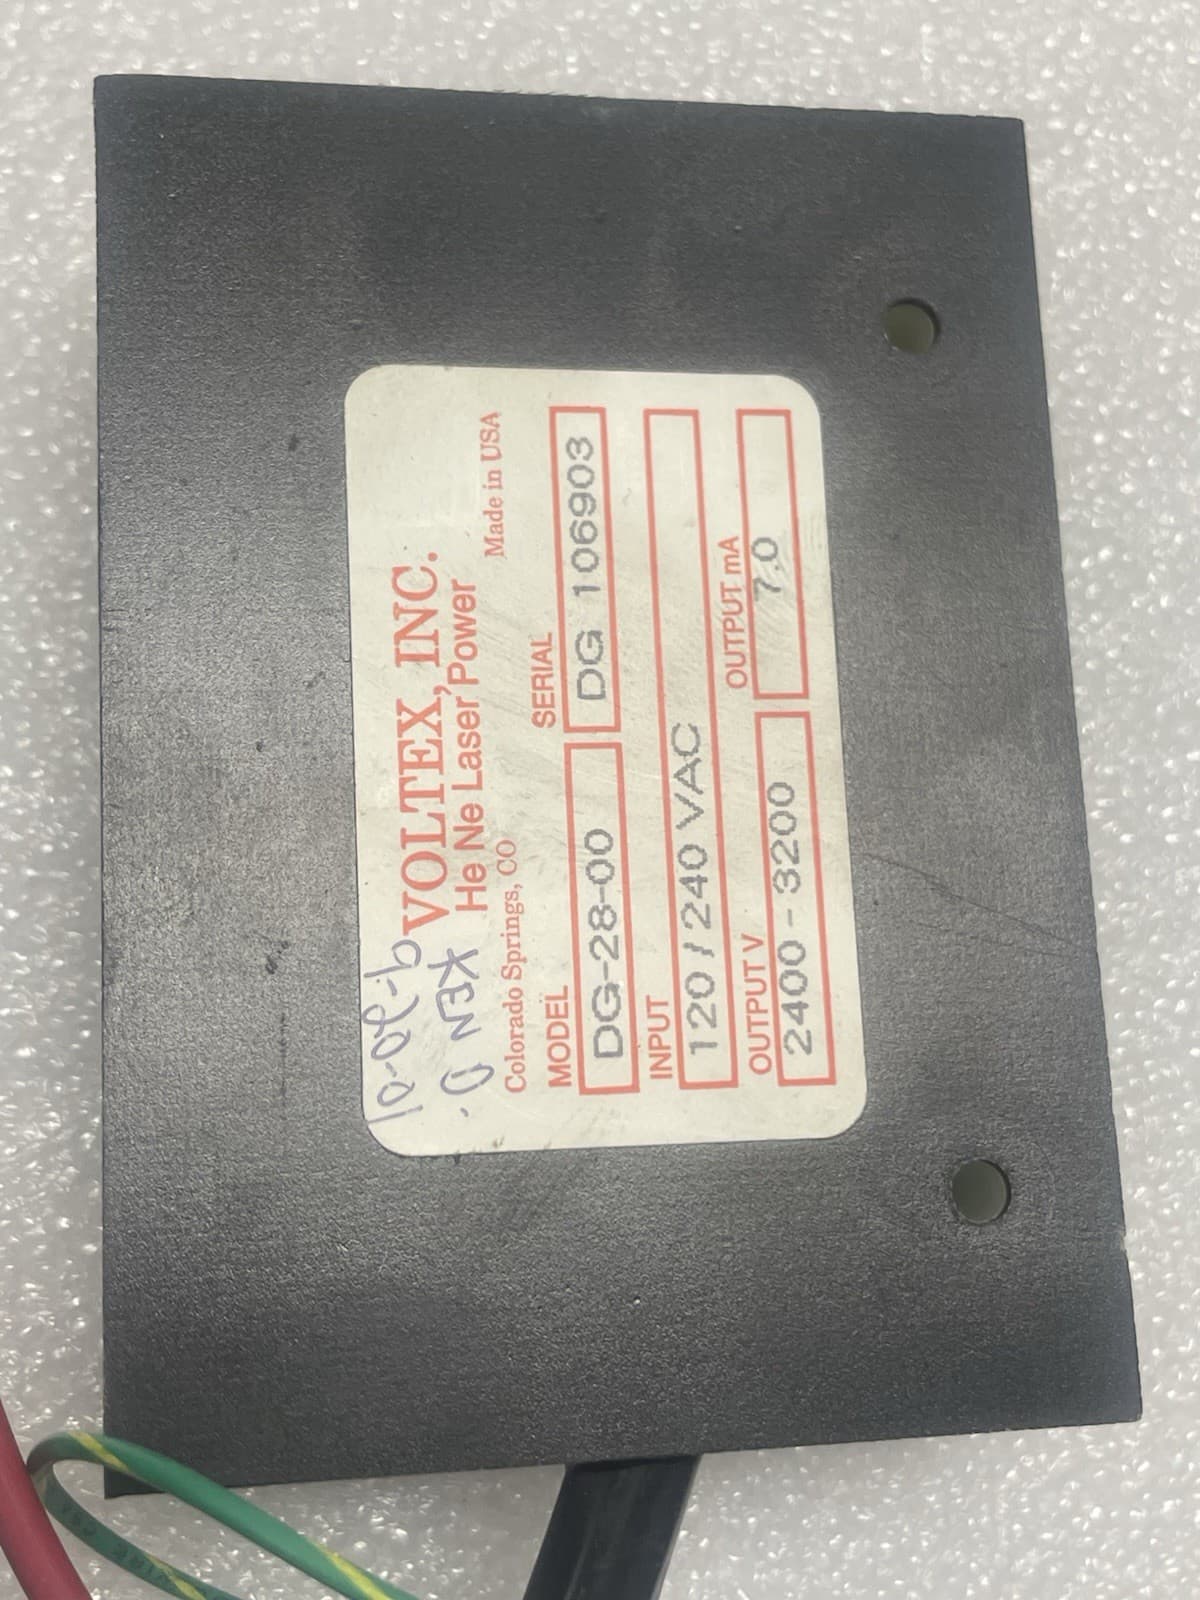 VOLTEX, INC.
He Ne Laser Power
Colorado Springs, CO Made in USA
MODEL SERIAL
DG-28-00 DG 106903
INPUT
120/240 VAC
OUTPUT V OUTPUT mA
2400 - 3200 7.0